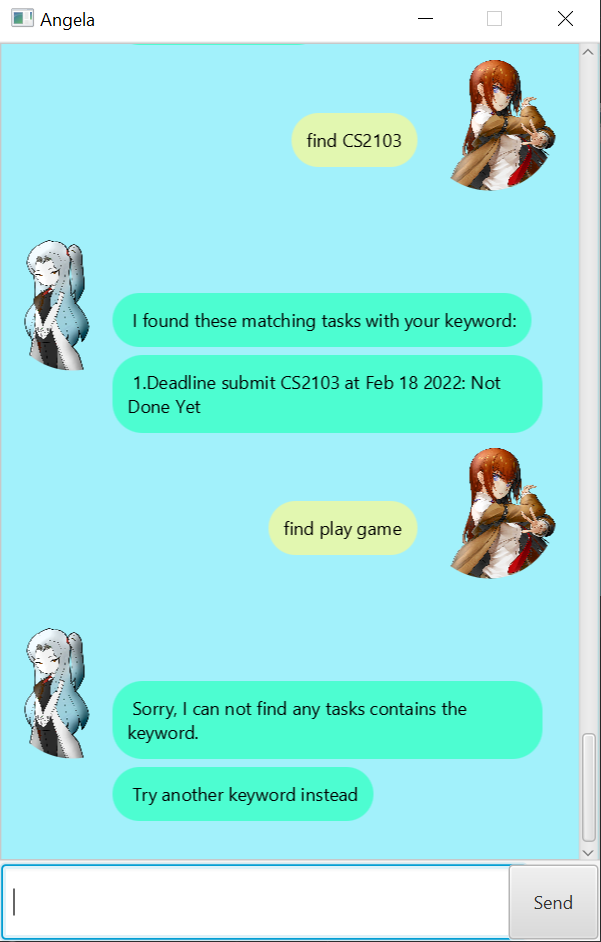 Angela
find CS2103
I found these matching tasks with your keyword:
1.Deadline submit CS2103 at Feb 18 2022: Not
Done Yet
find play game
Sorry, I can not find any tasks contains the
keyword.
Try another keyword instead
Send